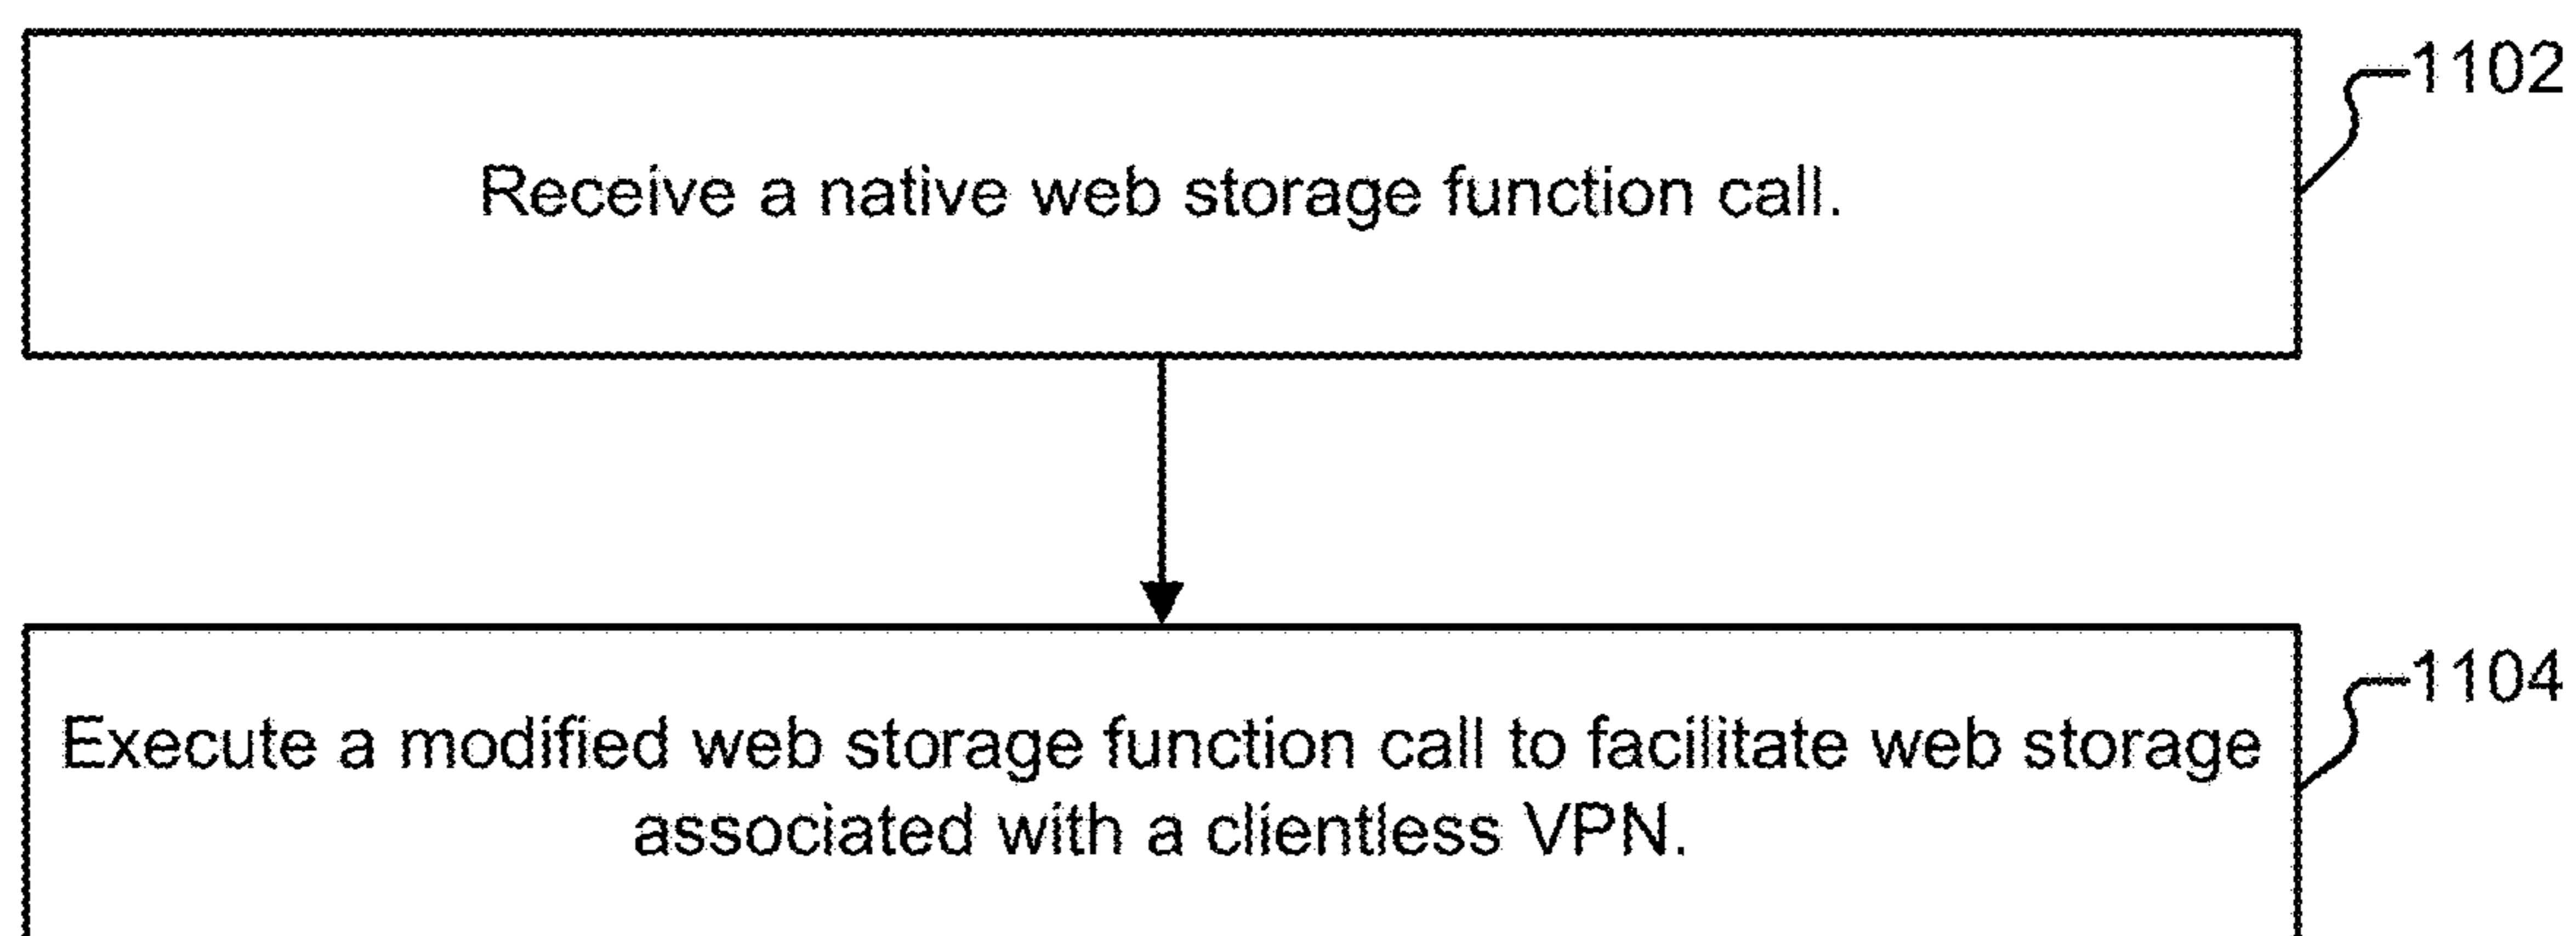 1102
Receive a native web storage function call.
1104
Execute a modified web storage function call to facilitate web storage
associated with a clientless VPN.